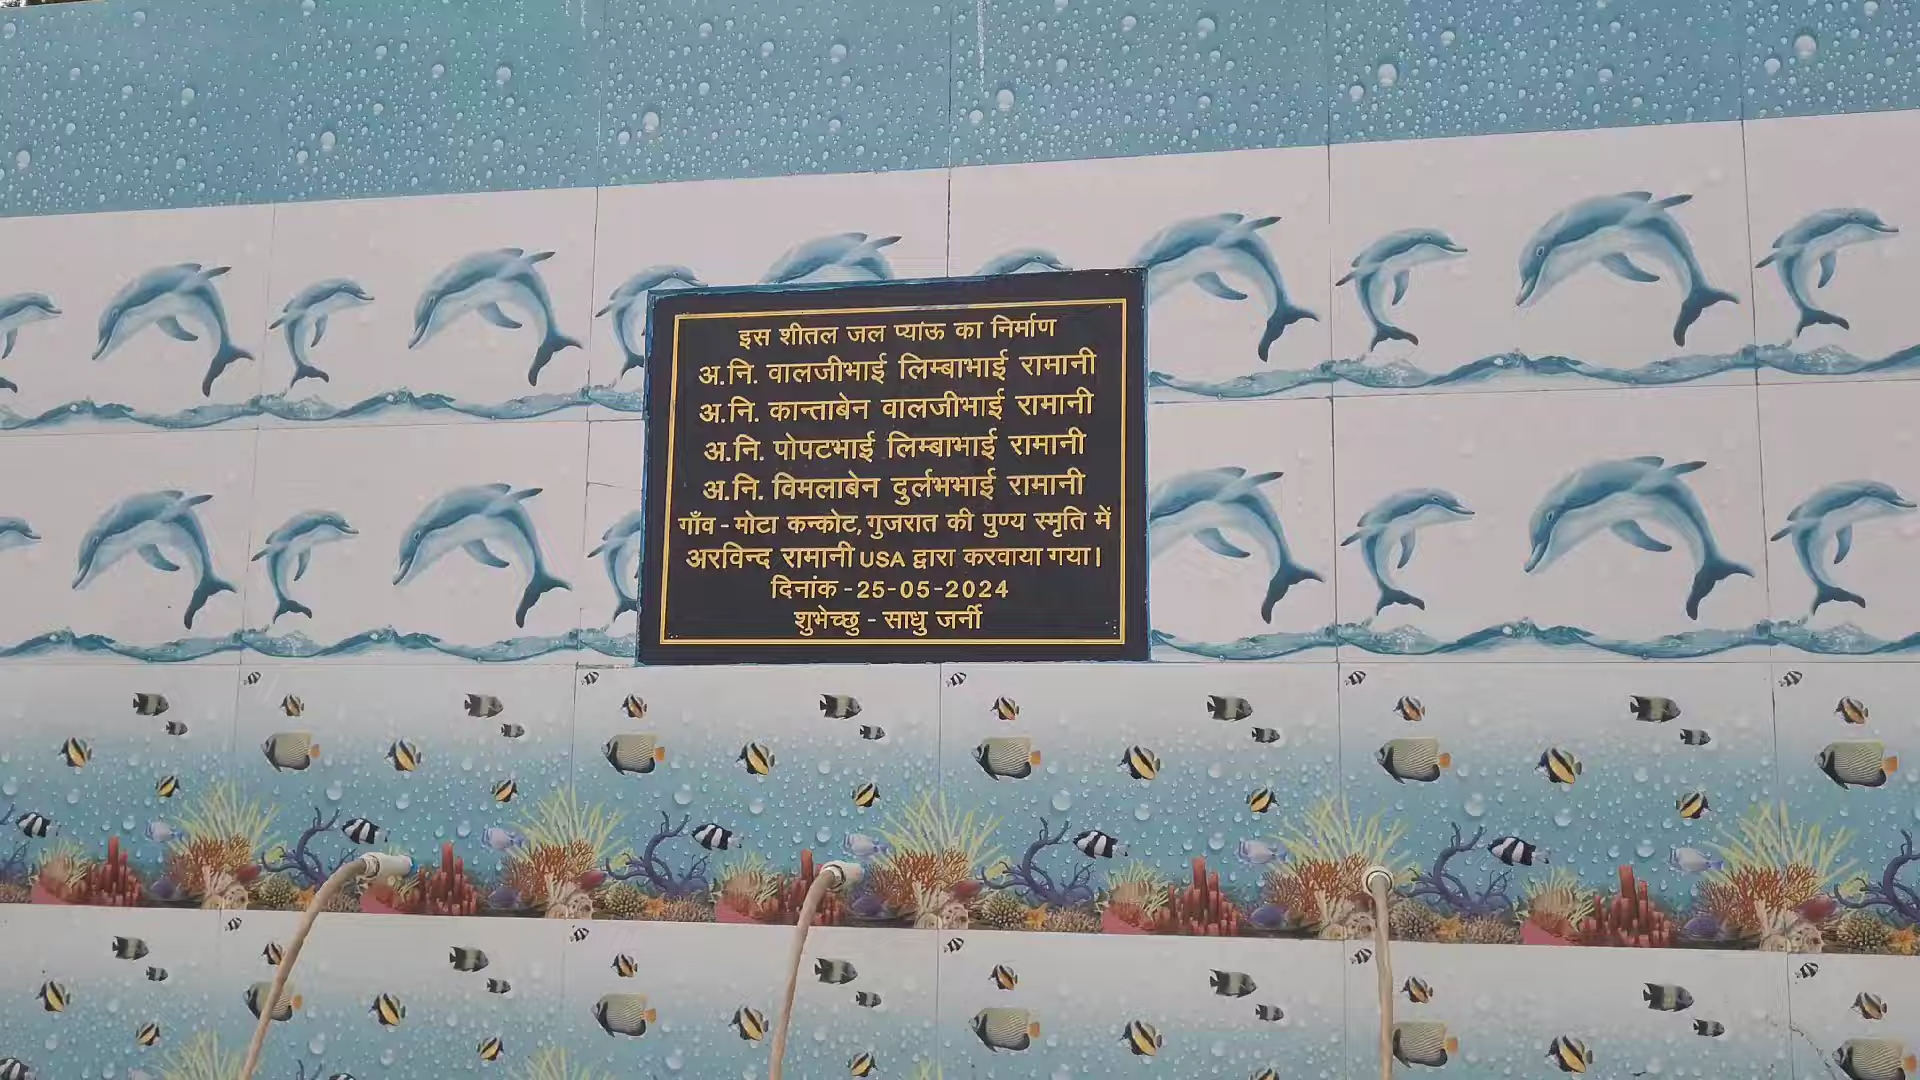 इस शीतल जल प्याऊ का निर्माण
अ.नि. वालजीभाई लिम्बाभाई रामानी
अ.नि. कान्ताबेन वालजीभाई रामानी
अ.नि. पोपटभाई लिम्बाभाई रामानी
अ.नि. विमलाबेन दुर्लभभाई रामानी
गाँव - मोटा कन्कोट, गुजरात की पुण्य स्मृति में
अरविन्द रामानी USA द्वारा करवाया गया।
दिनांक - 25-05-2024
शुभेच्छु - साधु जर्नी